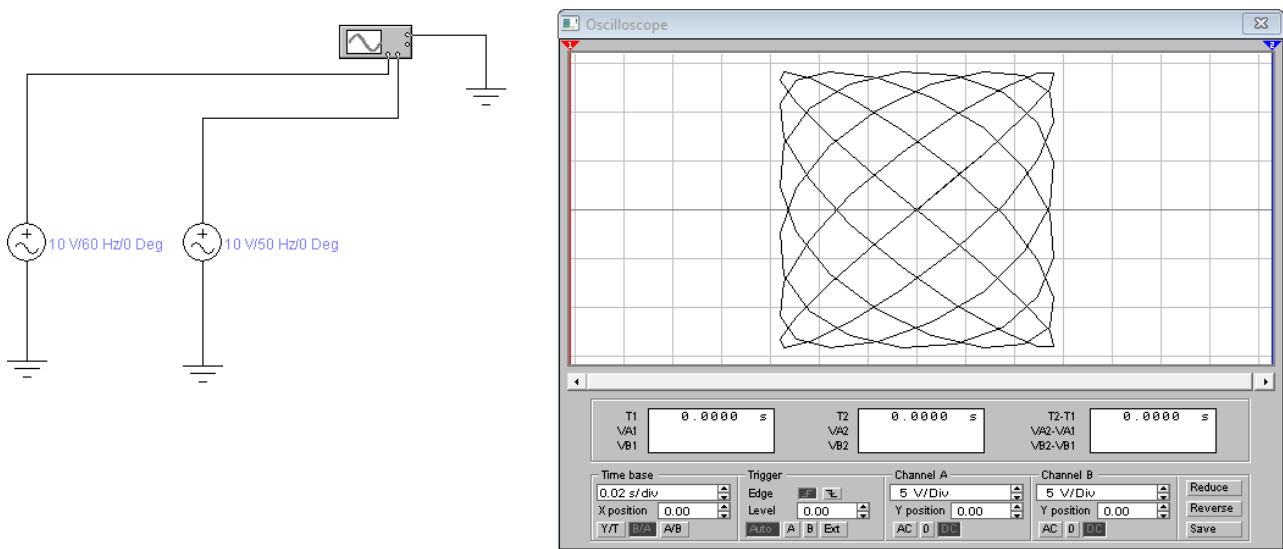 Oscilloscope
1
2
10 V/60 Hz/0 Deg
10 V/50 Hz/0 Deg
T1 0.0000 s
VA1
VB1
T2 0.0000 s
VA2
VB2
T2-T1 0.0000 s
VA2-VA1
VB2-VB1
Time base
0.02 s/div
X position 0.00
Y/T B/A A/B
Trigger
Edge
Level 0.00
Auto A B Ext
Channel A
5 V/Div
Y position 0.00
AC 0 DC
Channel B
5 V/Div
Y position 0.00
AC 0 DC
Reduce
Reverse
Save